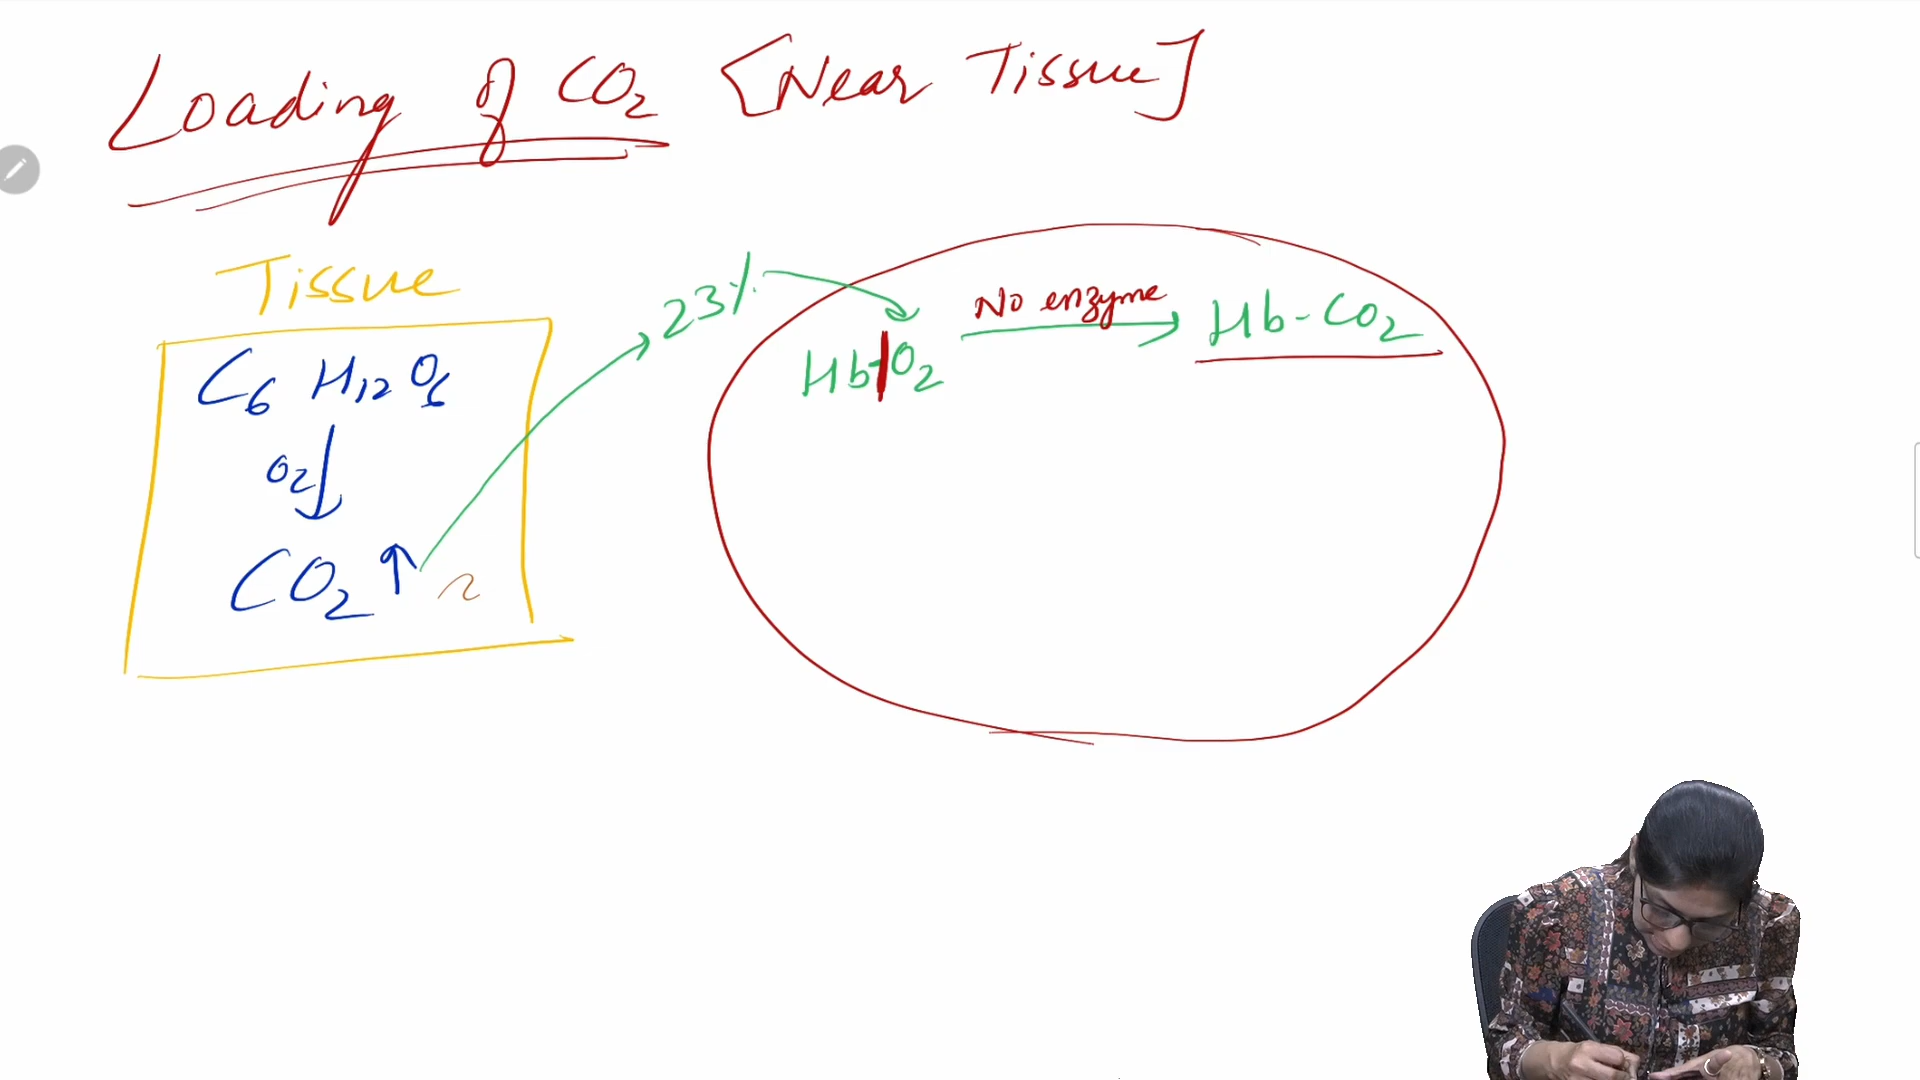 Loading of CO2 [Near Tissue]
Tissue
C6 H12 O6
O2
CO2 ↑
23%
Hb-O2
No enzyme
Hb-CO2